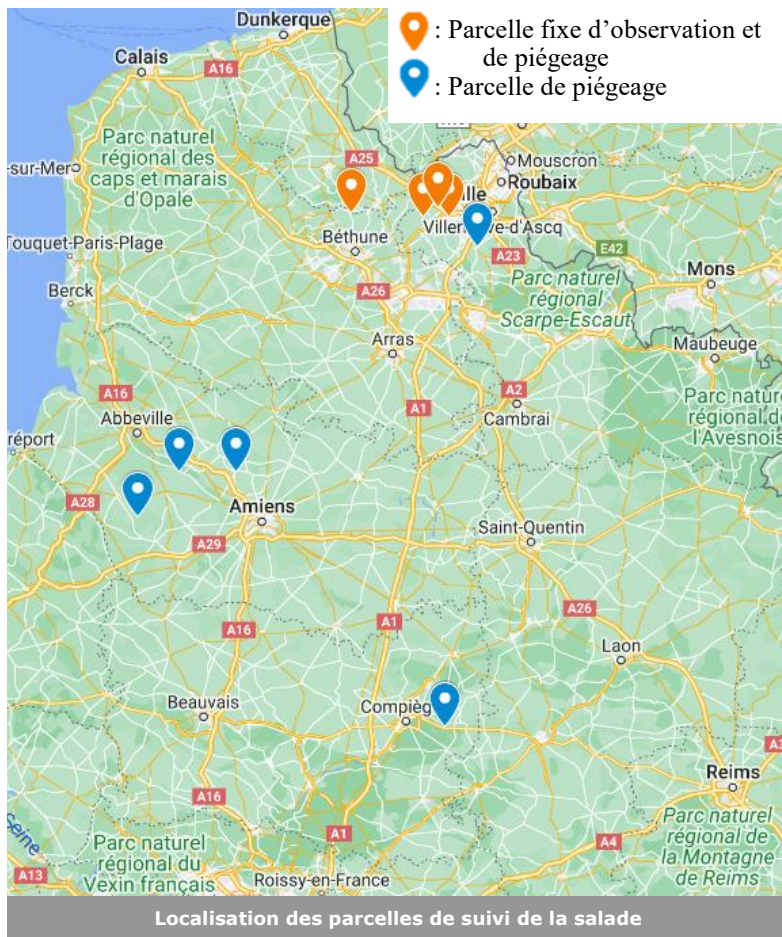 Dunkerque
: Parcelle fixe d'observation et
de piégeage
: Parcelle de piégeage
Calais
A16
Parc naturel
régional des
caps et marais
d'Opale
-sur-Mer
A25
Mouscron
Roubaix
lle
Villeneuve-d'Ascq
Béthune
Touquet-Paris-Plage
A23
E42
Berck
A26
Parc naturel
régional
Scarpe-Escaut
Mons
Arras
Maubeuge
A16
A1
A2
Cambrai
Parc nature
régional de
l'Avesnois
Abbeville
réport
A28
Amiens
A29
Saint-Quentin
A26
A1
A16
Laon
Beauvais
Compièg
A16
Reims
A1
A4
Parc naturel
régional de
la Montagne
de Reims
Seine
Parc naturel
régional du
Vexin français
A13
Roissy-en-France
Localisation des parcelles de suivi de la salade